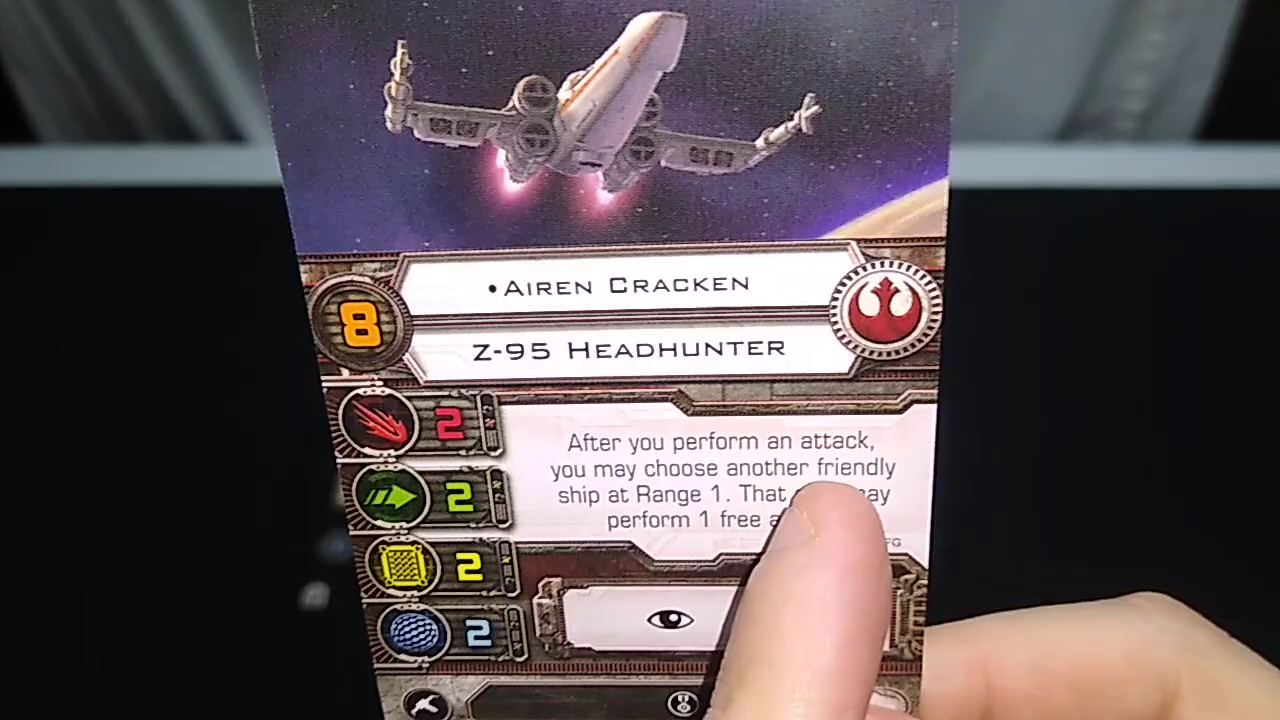 8
•AIREN CRACKEN
Z-95 HEADHUNTER
2
2
2
2
After you perform an attack,
you may choose another friendly
ship at Range 1. That
perform 1 free
FG